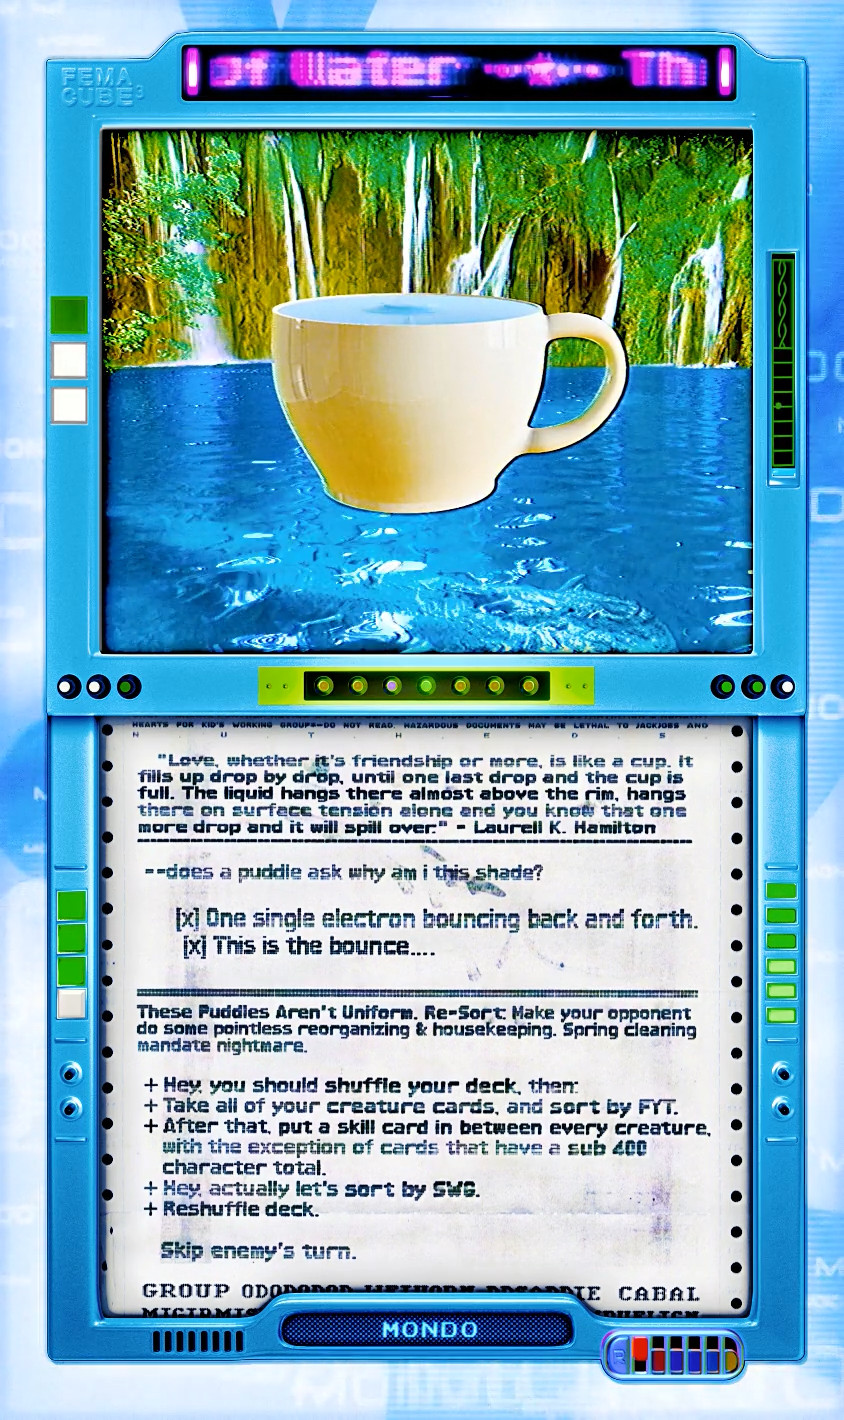 of Water Th
FEMA
CUBE³
HEARTS FOR KID'S WORKING GROUP--DO NOT READ. HAZARDOUS DOCUMENTS MAY BE LETHAL TO JACKJOBS AND
N U T H E D S
"Love, whether it's friendship or more, is like a cup. It
fills up drop by drop, until one last drop and the cup is
full. The liquid hangs there almost above the rim, hangs
there on surface tension alone and you know that one
more drop and it will spill over." - Laurell K. Hamilton
--does a puddle ask why am i this shade?
[x] One single electron bouncing back and forth.
[x] This is the bounce....
These Puddles Aren't Uniform. Re-Sort: Make your opponent
do some pointless reorganizing & housekeeping. Spring cleaning
mandate nightmare.
+ Hey, you should shuffle your deck, then:
+ Take all of your creature cards, and sort by FYT.
+ After that, put a skill card in between every creature,
with the exception of cards that have a sub 400
character total.
+ Hey, actually let's sort by SWG.
+ Reshuffle deck.
Skip enemy's turn.
GROUP CABAL
MONDO